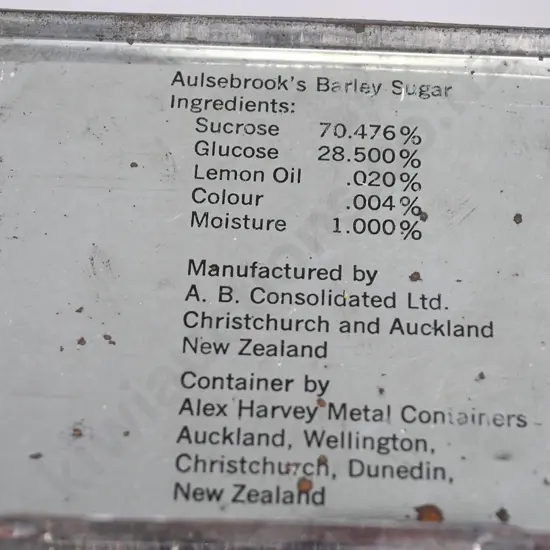 Aulsebrook's Barley Sugar
Ingredients:
Sucrose 70.476%
Glucose 28.500%
Lemon Oil .020%
Colour .004%
Moisture 1.000%
Manufactured by
A. B. Consolidated Ltd.
Christchurch and Auckland
New Zealand
Container by
Alex Harvey Metal Containers -
Auckland, Wellington,
Christchurch, Dunedin,
New Zealand